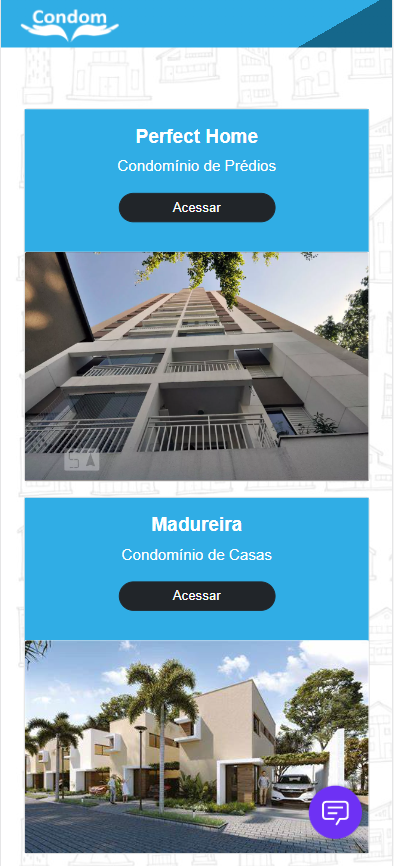 Condom
Perfect Home
Condomínio de Prédios
Acessar
Madureira
Condomínio de Casas
Acessar